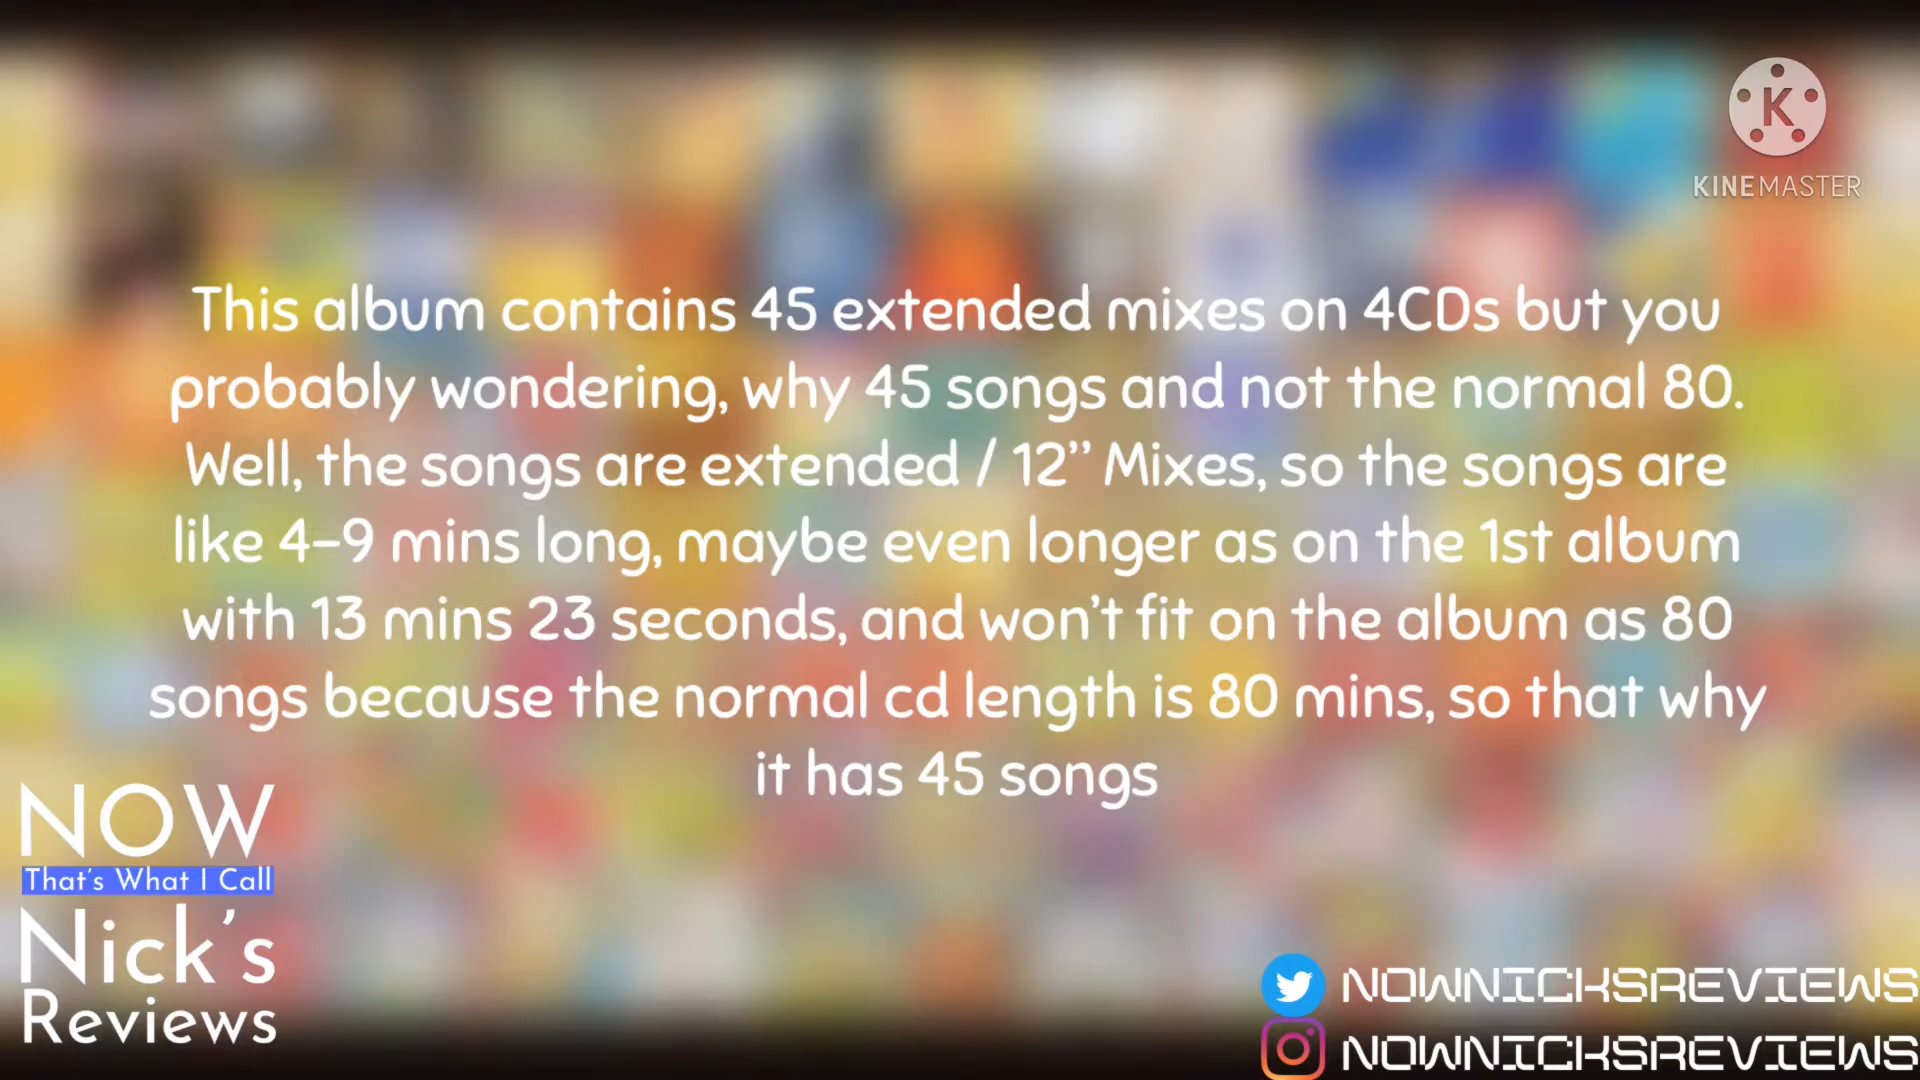 K
KINEMASTER
This album contains 45 extended mixes on 4CDs but you
probably wondering, why 45 songs and not the normal 80.
Well, the songs are extended / 12” Mixes, so the songs are
like 4-9 mins long, maybe even longer as on the 1st album
with 13 mins 23 seconds, and won’t fit on the album as 80
songs because the normal cd length is 80 mins, so that why
it has 45 songs
NOW
That’s What I Call
Nick’s
Reviews
NOWNICKSREVIEWS
NOWNICKSREVIEWS